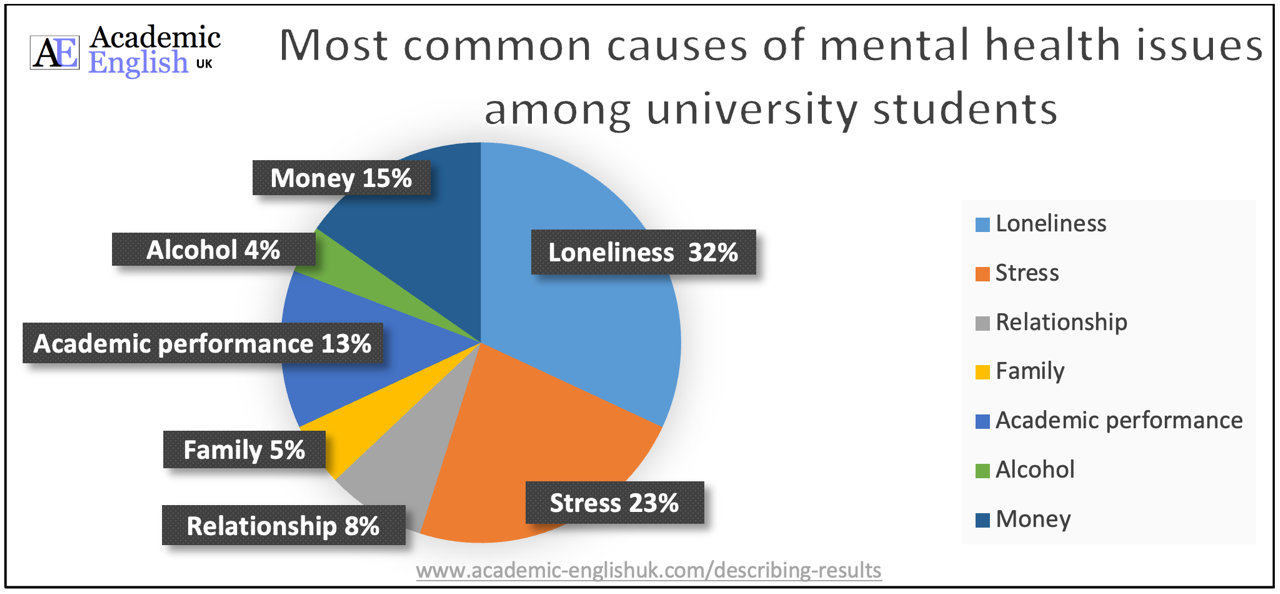 AE Academic
English UK
Most common causes of mental health issues
among university students
Money 15%
Alcohol 4%
Academic performance 13%
Family 5%
Relationship 8%
Loneliness  32%
Stress 23%
Loneliness
Stress
Relationship
Family
Academic performance
Alcohol
Money
www.academic-englishuk.com/describing-results